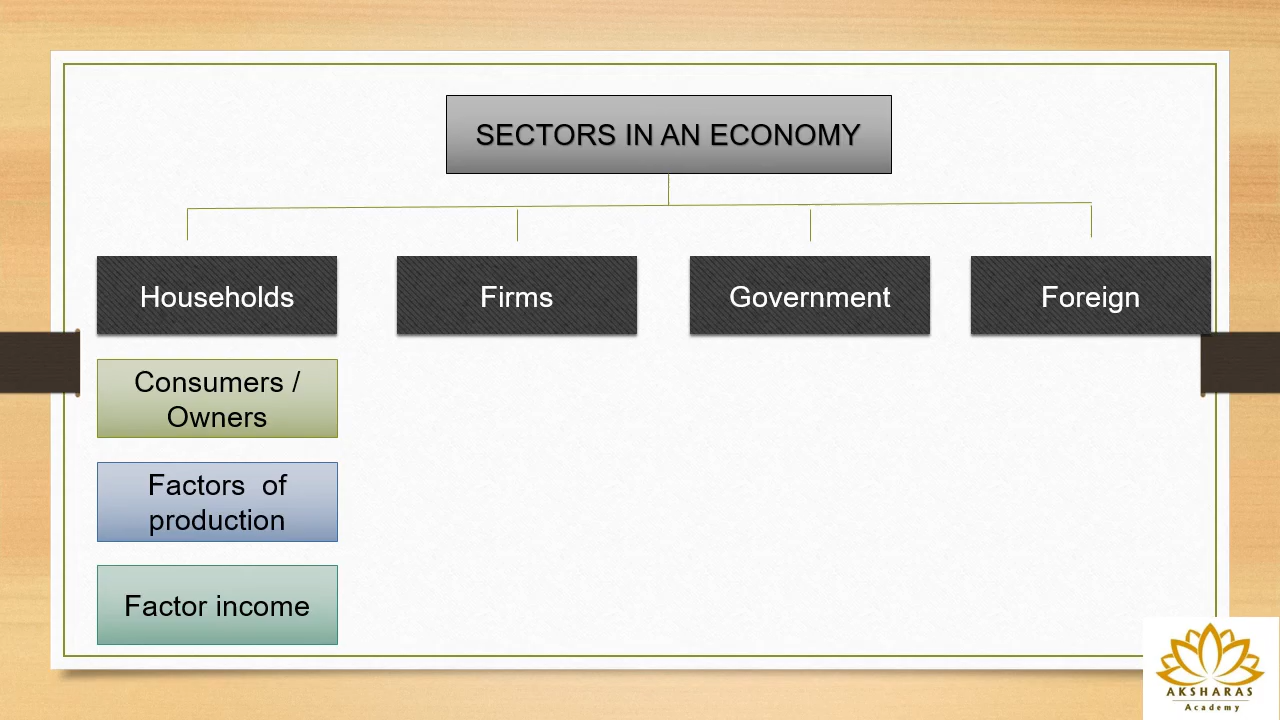 SECTORS IN AN ECONOMY
Households
Firms
Government
Foreign
Consumers /
Owners
Factors  of
production
Factor income
AKSHARAS
Academy